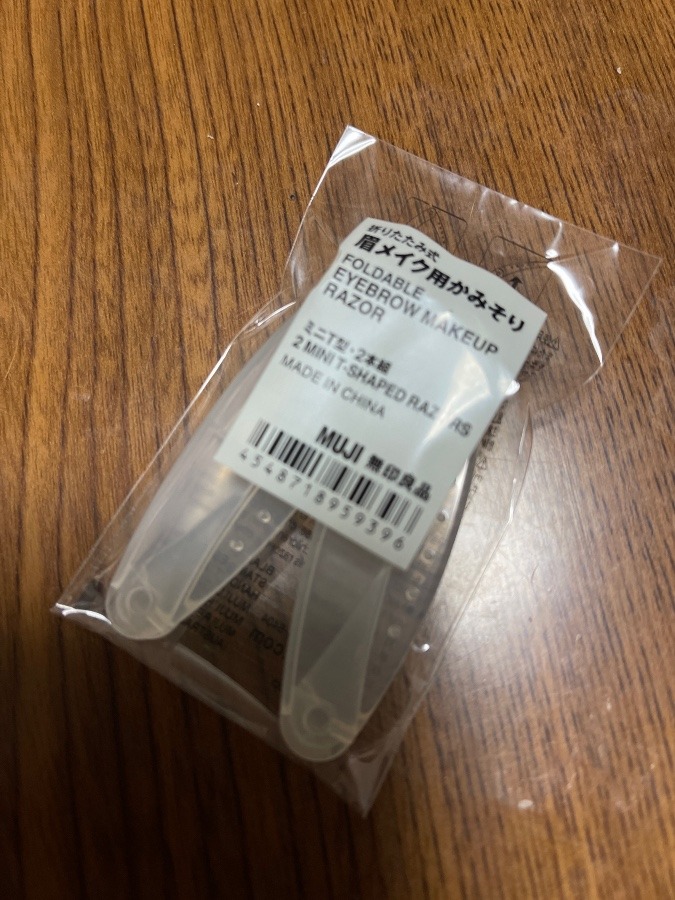 折りたたみ式
眉メイク用かみそり
FOLDABLE
EYEBROW MAKEUP
RAZOR
ミニT型・2本組
2 MINI T-SHAPED RAZ RS
MADE IN CHINA
MUJI 無印良品
4548718959396